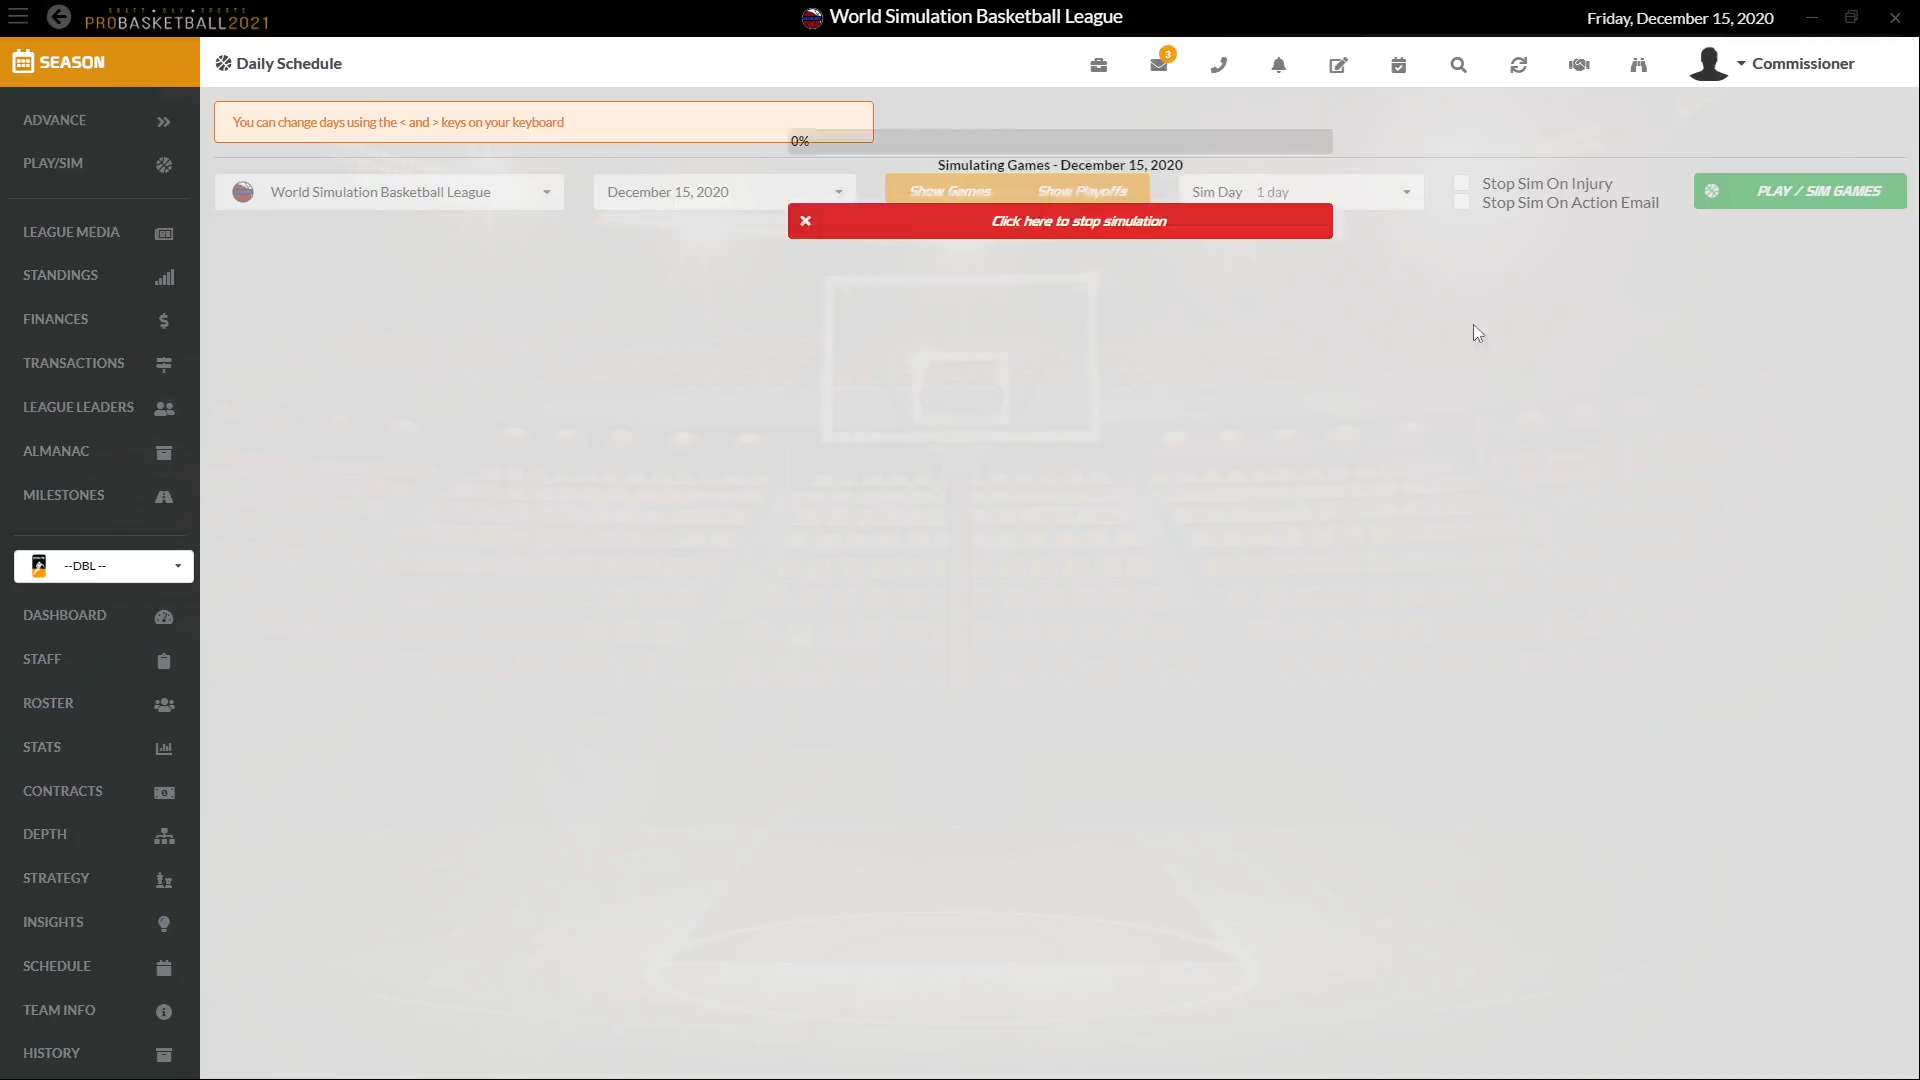 DRAFT • DAY • SPORTS
PROBASKETBALL2021
World Simulation Basketball League
Friday, December 15, 2020
SEASON
Daily Schedule
3
Commissioner
ADVANCE
PLAY/SIM
LEAGUE MEDIA
STANDINGS
FINANCES
TRANSACTIONS
LEAGUE LEADERS
ALMANAC
MILESTONES
--DBL --
DASHBOARD
STAFF
ROSTER
STATS
CONTRACTS
DEPTH
STRATEGY
INSIGHTS
SCHEDULE
TEAM INFO
HISTORY
You can change days using the < and > keys on your keyboard
0%
Simulating Games - December 15, 2020
World Simulation Basketball League
December 15, 2020
Show Games Show Playoffs
Sim Day 1 day
Stop Sim On Injury
Stop Sim On Action Email
PLAY / SIM GAMES
Click here to stop simulation